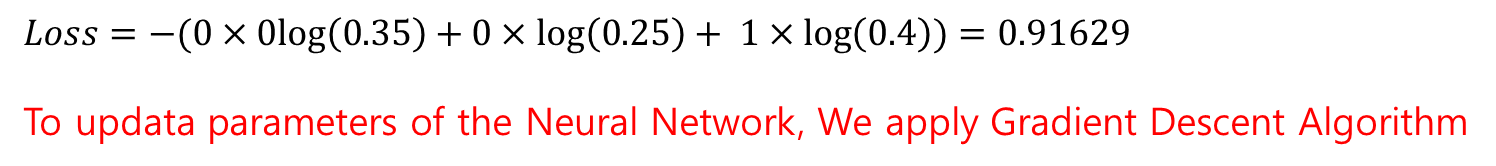 Loss = −(0 × 0log(0.35) + 0 × log(0.25) + 1 × log(0.4)) = 0.91629
To updata parameters of the Neural Network, We apply Gradient Descent Algorithm